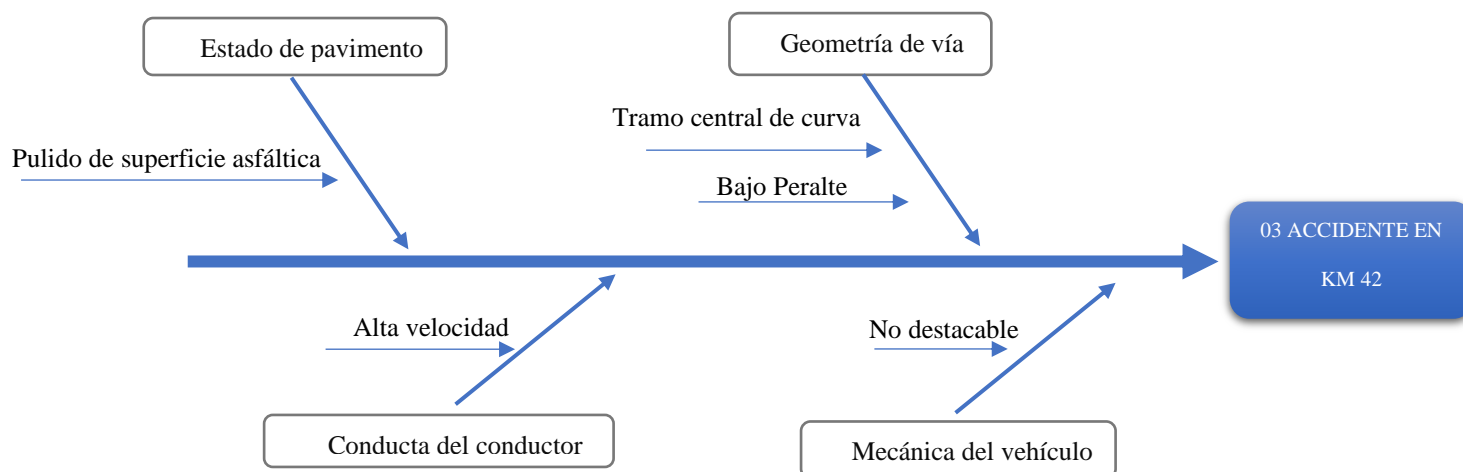 Estado de pavimento
Geometría de vía
Tramo central de curva
Pulido de superficie asfáltica
Bajo Peralte
03 ACCIDENTE EN
KM 42
Alta velocidad
No destacable
Conducta del conductor
Mecánica del vehículo